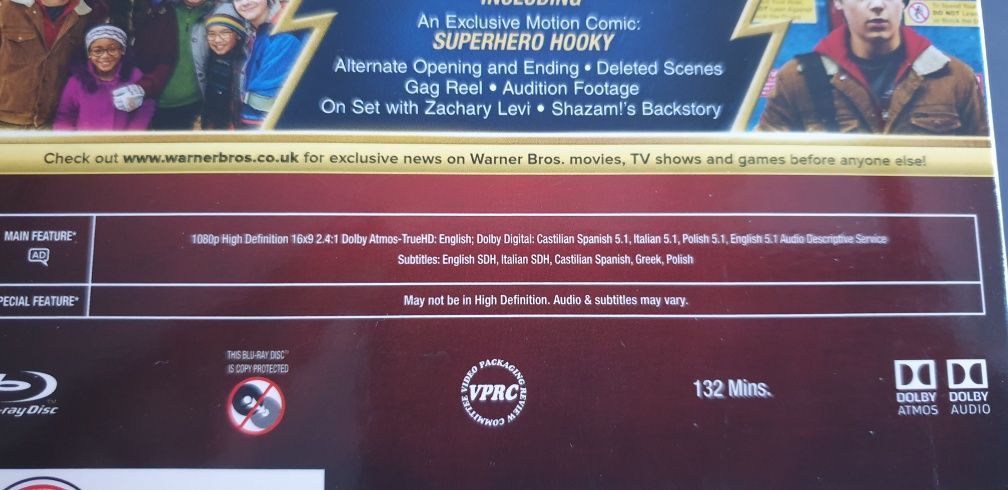 INCLUDING
An Exclusive Motion Comic:
SUPERHERO HOOKY
Alternate Opening and Ending • Deleted Scenes
Gag Reel • Audition Footage
On Set with Zachary Levi • Shazam!'s Backstory
DO NOT
Check out www.warnerbros.co.uk for exclusive news on Warner Bros. movies, TV shows and games before anyone else!
MAIN FEATURE*
AD
1080p High Definition 16x9 2.4:1 Dolby Atmos-TrueHD: English; Dolby Digital: Castilian Spanish 5.1, Italian 5.1, Polish 5.1, English 5.1 Audio Descriptive Service
Subtitles: English SDH, Italian SDH, Castilian Spanish, Greek, Polish
PECIAL FEATURE*
May not be in High Definition. Audio & subtitles may vary.
-ray Disc
TM
THIS BLU-RAY DISC™
IS COPY PROTECTED
VIDEO PACKAGING REVIEW COMMITTEE
VPRC
132 Mins.
DOLBY
ATMOS
DOLBY
AUDIO